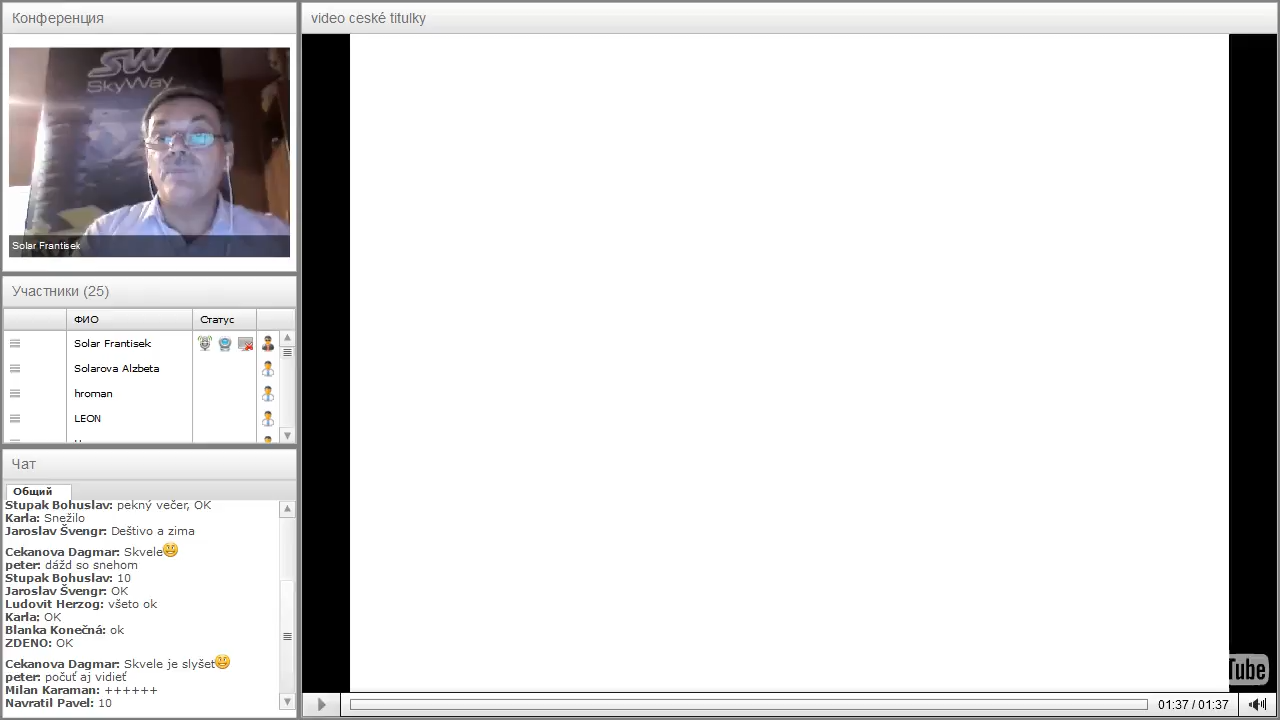 Конференция
SW
SkyWay
Solar Frantisek
Участники (25)
ФИО Статус
Solar Frantisek
Solarova Alzbeta
hroman
LEON
Чат
Общий
Stupak Bohuslav: pekný večer, OK
Karla: Snežilo
Jaroslav Švengr: Deštivo a zima
Cekanova Dagmar: Skvele
peter: dážd so snehom
Stupak Bohuslav: 10
Jaroslav Švengr: OK
Ludovit Herzog: všeto ok
Karla: OK
Blanka Konečná: ok
ZDENO: OK
Cekanova Dagmar: Skvele je slyšet
peter: počuť aj vidieť
Milan Karaman: ++++++
Navratil Pavel: 10
video ceské titulky
Tube
01:37 / 01:37